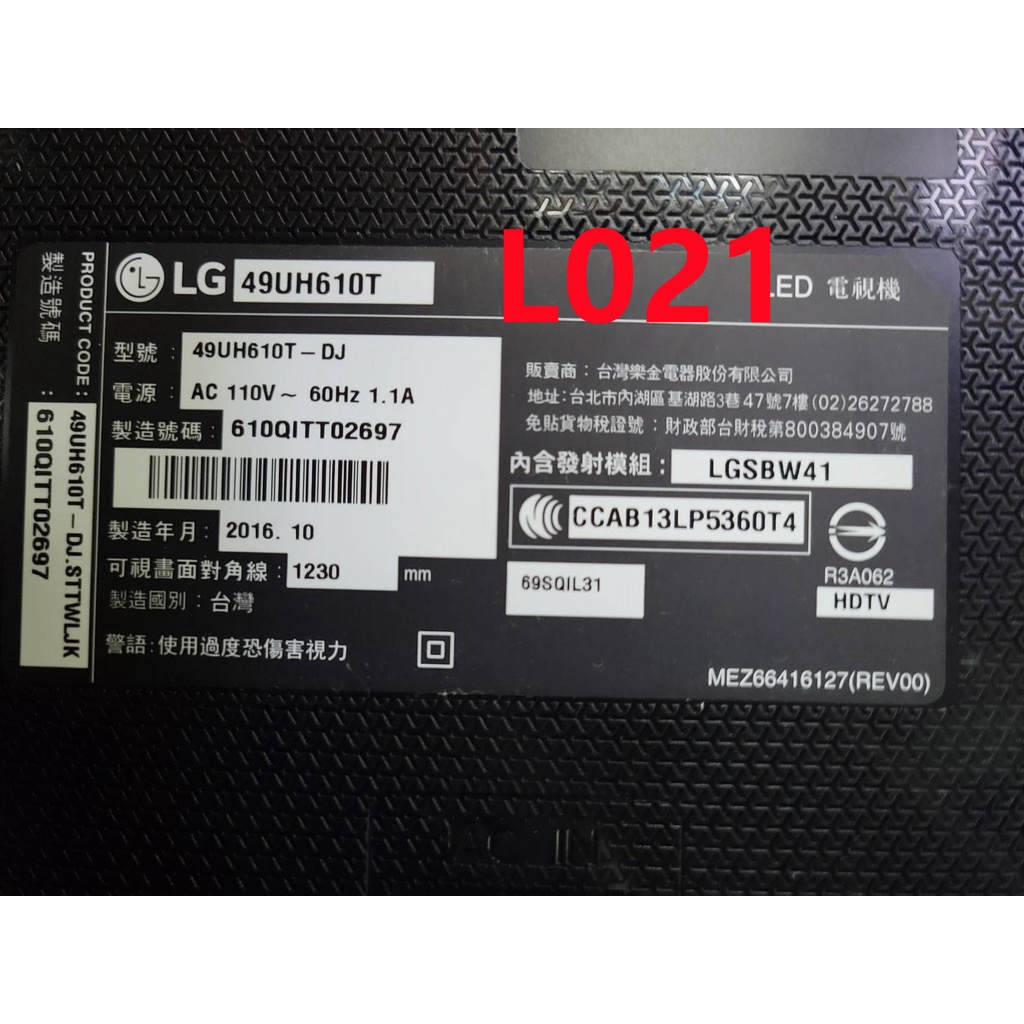 LG 49UH610T
L021
LED 電視機
PRODUCT CODE : 49UH610T-DJ.STTWLJK
製造號碼 : 610QITT02697
型號 : 49UH610T-DJ
電源 : AC 110V~ 60Hz 1.1A
製造號碼 : 610QITT02697
製造年月 : 2016. 10
可視畫面對角線 : 1230 mm
製造國別 : 台灣
警語:使用過度恐傷害視力
販賣商 : 台灣樂金電器股份有限公司
地址:台北市內湖區基湖路3巷47號7樓(02)26272788
免貼貨物稅證號 : 財政部台財稅第800384907號
內含發射模組 : LGSBW41
CCAB13LP5360T4
R3A062
HDTV
69SQIL31
MEZ66416127(REV00)